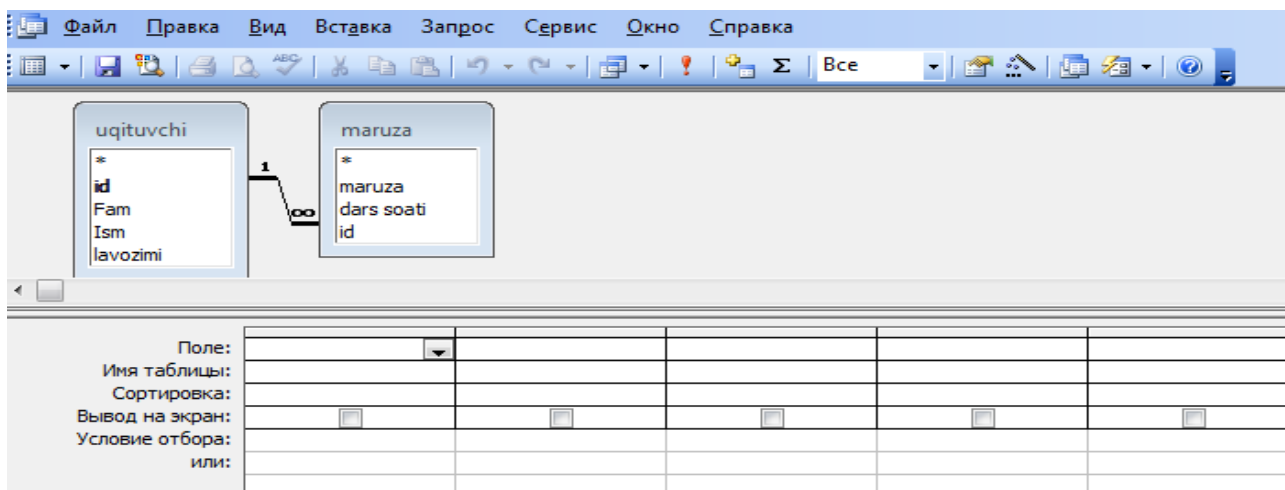 Файл Правка Вид Вставка Запрос Сервис Окно Справка
ABC Σ Все
uqituvchi
*
id
Fam
Ism
lavozimi
1
∞
maruza
*
maruza
dars soati
id
Поле:
Имя таблицы:
Сортировка:
Вывод на экран:
Условие отбора:
или: